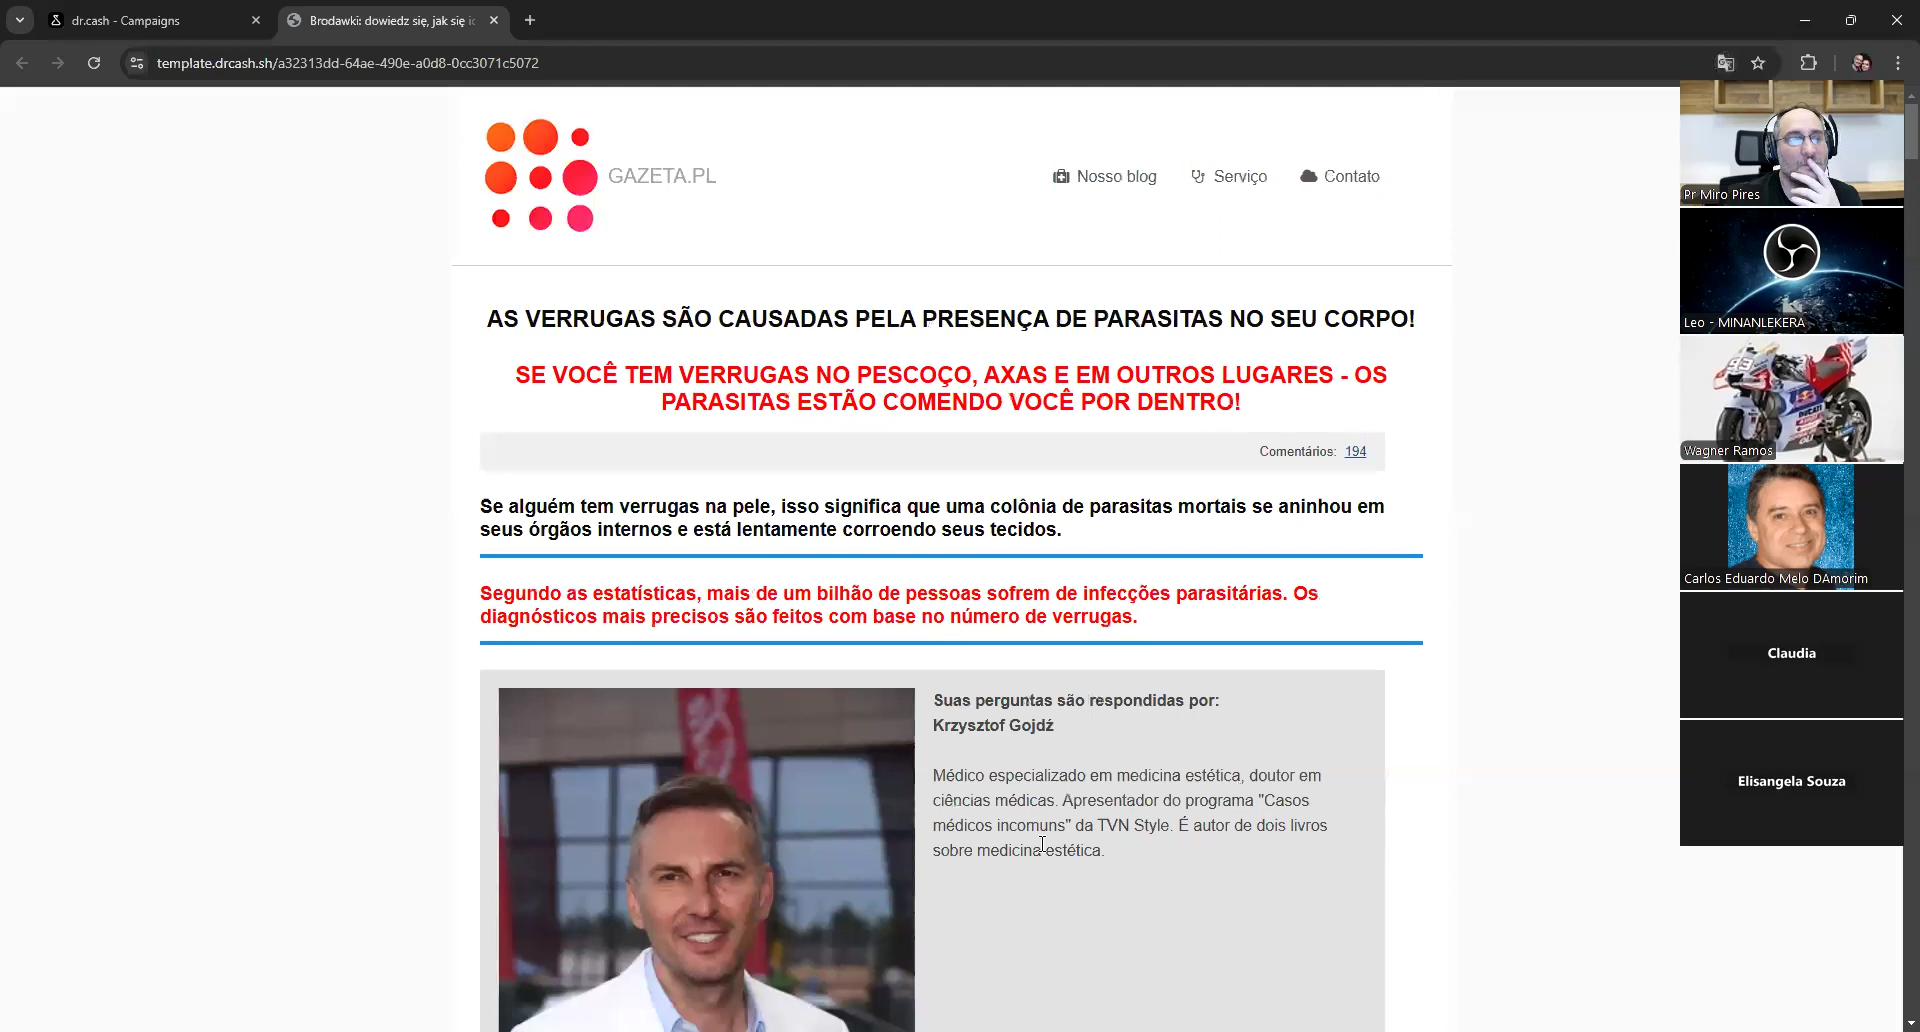 dr.cash - Campaigns
Brodawki: dowiedz się, jak się
template.drcash.sh/a32313dd-64ae-490e-a0d8-0cc3071c5072
GAZETA.PL
Nosso blog
Serviço
Contato
AS VERRUGAS SÃO CAUSADAS PELA PRESENÇA DE PARASITAS NO SEU CORPO!
SE VOCÊ TEM VERRUGAS NO PESCOÇO, AXAS E EM OUTROS LUGARES - OS
PARASITAS ESTÃO COMENDO VOCÊ POR DENTRO!
Comentários: 194
Se alguém tem verrugas na pele, isso significa que uma colônia de parasitas mortais se aninhou em
seus órgãos internos e está lentamente corroendo seus tecidos.
Segundo as estatísticas, mais de um bilhão de pessoas sofrem de infecções parasitárias. Os
diagnósticos mais precisos são feitos com base no número de verrugas.
Suas perguntas são respondidas por:
Krzysztof Gojdź
Médico especializado em medicina estética, doutor em
ciências médicas. Apresentador do programa "Casos
médicos incomuns" da TVN Style. É autor de dois livros
sobre medicina estética.
Pr Miro Pires
Leo - MINANLEKERA
93
DUCATI
Wagner Ramos
Carlos Eduardo Melo DAmorim
Claudia
Elisangela Souza